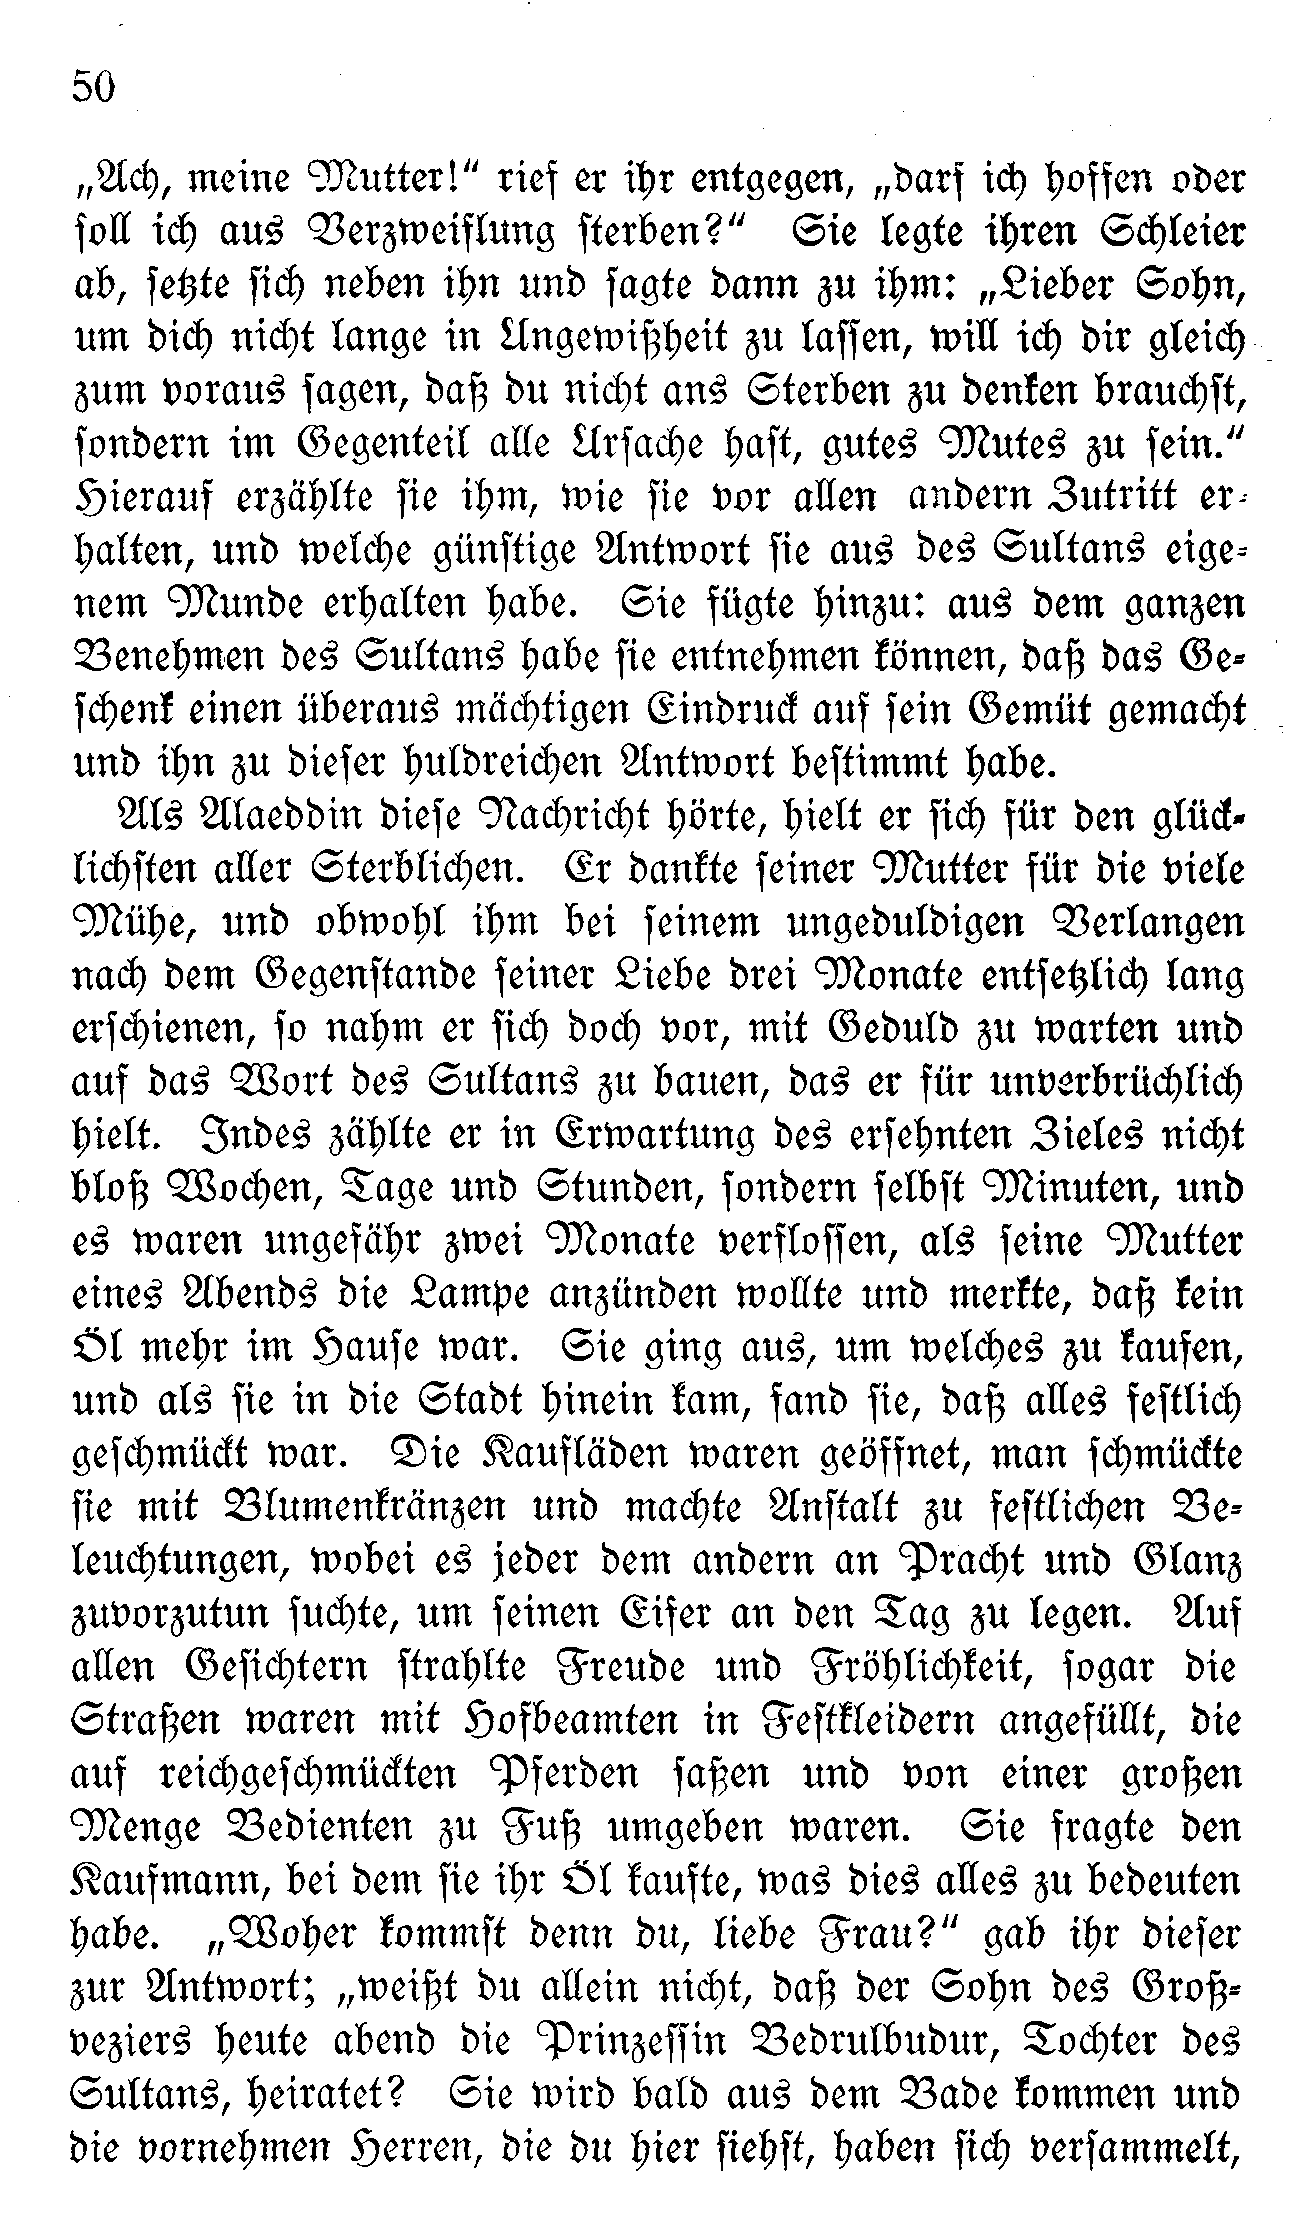 50
„Ach, meine Mutter!“ rief er ihr entgegen, „darf ich hoffen oder
soll ich aus Verzweiflung sterben?“ Sie legte ihren Schleier
ab, setzte sich neben ihn und sagte dann zu ihm: „Lieber Sohn,
um dich nicht lange in Ungewißheit zu lassen, will ich dir gleich
zum voraus sagen, daß du nicht ans Sterben zu denken brauchst,
sondern im Gegenteil alle Ursache hast, gutes Mutes zu sein.“
Hierauf erzählte sie ihm, wie sie vor allen andern Zutritt er-
halten, und welche günstige Antwort sie aus des Sultans eige-
nem Munde erhalten habe. Sie fügte hinzu: aus dem ganzen
Benehmen des Sultans habe sie entnehmen können, daß das Ge-
schenk einen überaus mächtigen Eindruck auf sein Gemüt gemacht
und ihn zu dieser huldreichen Antwort bestimmt habe.
Als Alaeddin diese Nachricht hörte, hielt er sich für den glück-
lichsten aller Sterblichen. Er dankte seiner Mutter für die viele
Mühe, und obwohl ihm bei seinem ungeduldigen Verlangen
nach dem Gegenstande seiner Liebe drei Monate entsetzlich lang
erschienen, so nahm er sich doch vor, mit Geduld zu warten und
auf das Wort des Sultans zu bauen, das er für unverbrüchlich
hielt. Indes zählte er in Erwartung des ersehnten Zieles nicht
bloß Wochen, Tage und Stunden, sondern selbst Minuten, und
es waren ungefähr zwei Monate verflossen, als seine Mutter
eines Abends die Lampe anzünden wollte und merkte, daß kein
Öl mehr im Hause war. Sie ging aus, um welches zu kaufen,
und als sie in die Stadt hinein kam, fand sie, daß alles festlich
geschmückt war. Die Kaufläden waren geöffnet, man schmückte
sie mit Blumenkränzen und machte Anstalt zu festlichen Be-
leuchtungen, wobei es jeder dem andern an Pracht und Glanz
zuvorzutun suchte, um seinen Eifer an den Tag zu legen. Auf
allen Gesichtern strahlte Freude und Fröhlichkeit, sogar die
Straßen waren mit Hofbeamten in Festkleidern angefüllt, die
auf reichgeschmückten Pferden saßen und von einer großen
Menge Bedienten zu Fuß umgeben waren. Sie fragte den
Kaufmann, bei dem sie ihr Öl kaufte, was dies alles zu bedeuten
habe. „Woher kommst denn du, liebe Frau?“ gab ihr dieser
zur Antwort; „weißt du allein nicht, daß der Sohn des Groß-
veziers heute abend die Prinzessin Bedrulbudur, Tochter des
Sultans, heiratet? Sie wird bald aus dem Bade kommen und
die vornehmen Herren, die du hier siehst, haben sich versammelt,